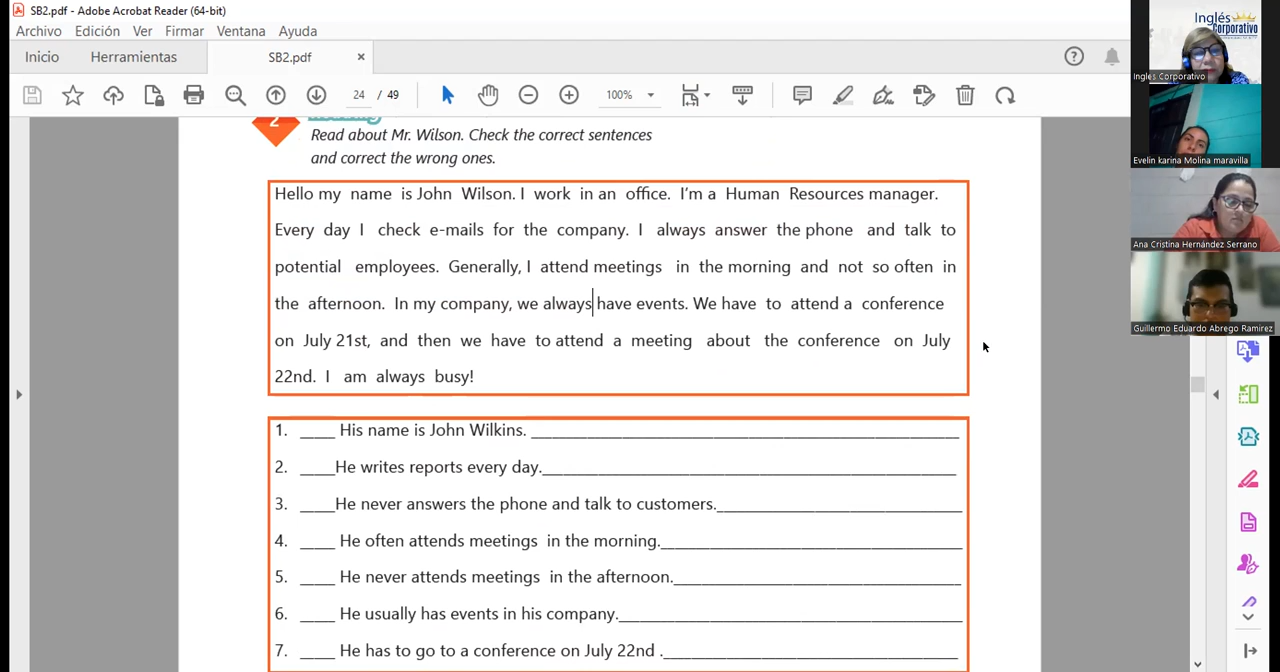 SB2.pdf - Adobe Acrobat Reader (64-bit)
Archivo Edición Ver Firmar Ventana Ayuda
Inicio Herramientas SB2.pdf ×
24 / 49 100%
2
Read about Mr. Wilson. Check the correct sentences
and correct the wrong ones.
Hello my name is John Wilson. I work in an office. I'm a Human Resources manager.
Every day I check e-mails for the company. I always answer the phone and talk to
potential employees. Generally, I attend meetings in the morning and not so often in
the afternoon. In my company, we always have events. We have to attend a conference
on July 21st, and then we have to attend a meeting about the conference on July
22nd. I am always busy!
1. ____ His name is John Wilkins. ____
2. ____He writes reports every day.____
3. ____He never answers the phone and talk to customers.____
4. ____ He often attends meetings in the morning.____
5. ____ He never attends meetings in the afternoon.____
6. ____ He usually has events in his company.____
7. ____ He has to go to a conference on July 22nd .____
Inglés
Corporativo
Ingles Corporativo
Evelin karina Molina maravilla
Ana Cristina Hernández Serrano
Guillermo Eduardo Abrego Ramirez